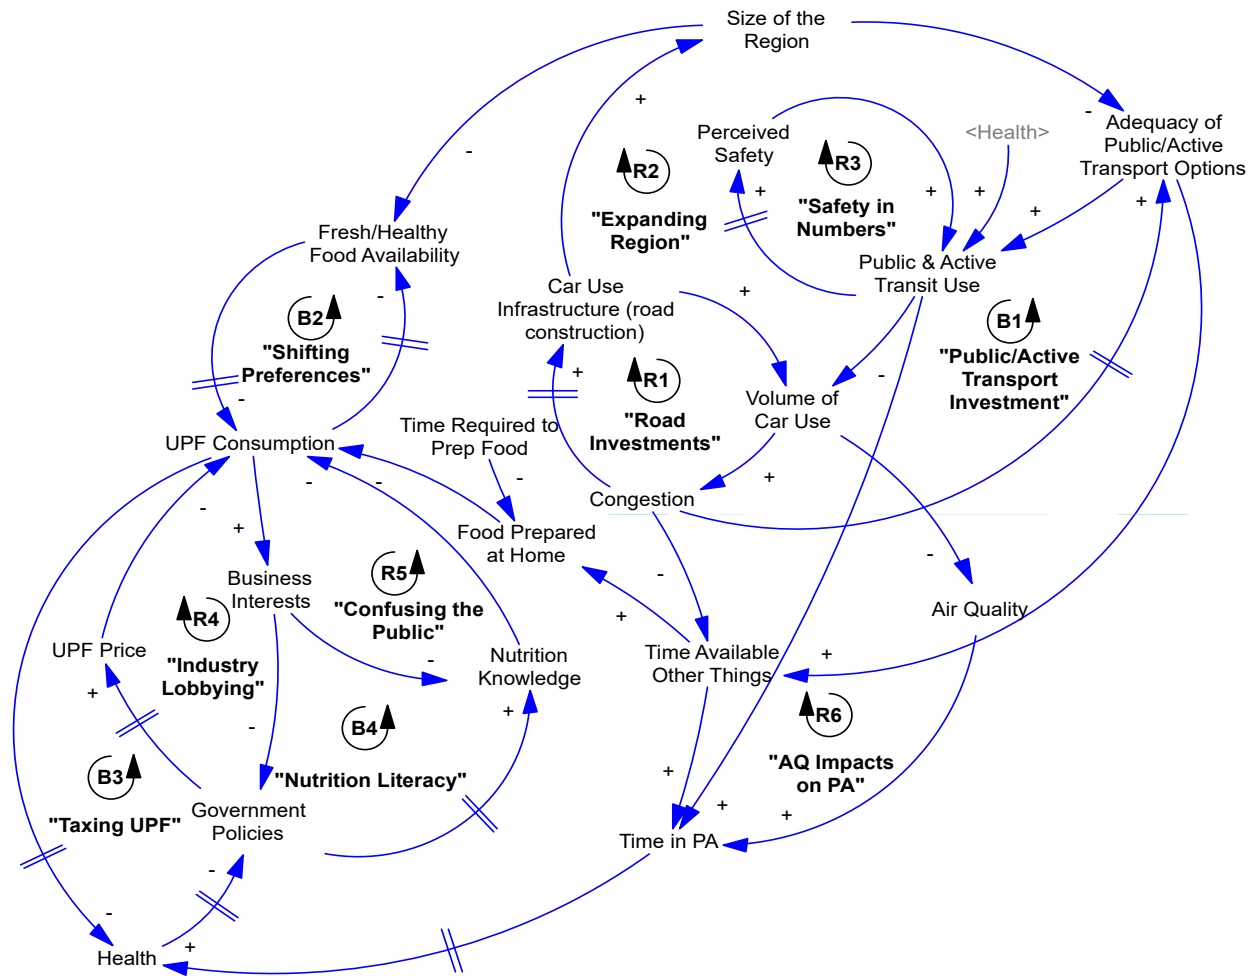 Size of the
Region
+
-
Adequacy of
Public/Active
Transport Options
Perceived
Safety
<Health>
-
R2
R3
+
+
+
+
+
"Expanding
Region"
"Safety in
Numbers"
Fresh/Healthy
Food Availability
Public & Active
Transit Use
Car Use
Infrastructure (road
construction)
+
-
B2
B1
"Shifting
Preferences"
"Public/Active
Transport
Investment"
+
R1
-
-
Volume of
Car Use
"Road
Investments"
Time Required to
Prep Food
UPF Consumption
-
-
-
+
Congestion
-
+
Food Prepared
at Home
-
Business
Interests
R5
-
"Confusing the
Public"
Air Quality
R4
+
UPF Price
"Industry
Lobbying"
-
Nutrition
Knowledge
Time Available
Other Things
+
+
+
B4
R6
-
B3
"Nutrition Literacy"
+
"AQ Impacts
on PA"
"Taxing UPF"
Government
Policies
+
+
Time in PA
-
-
+
Health